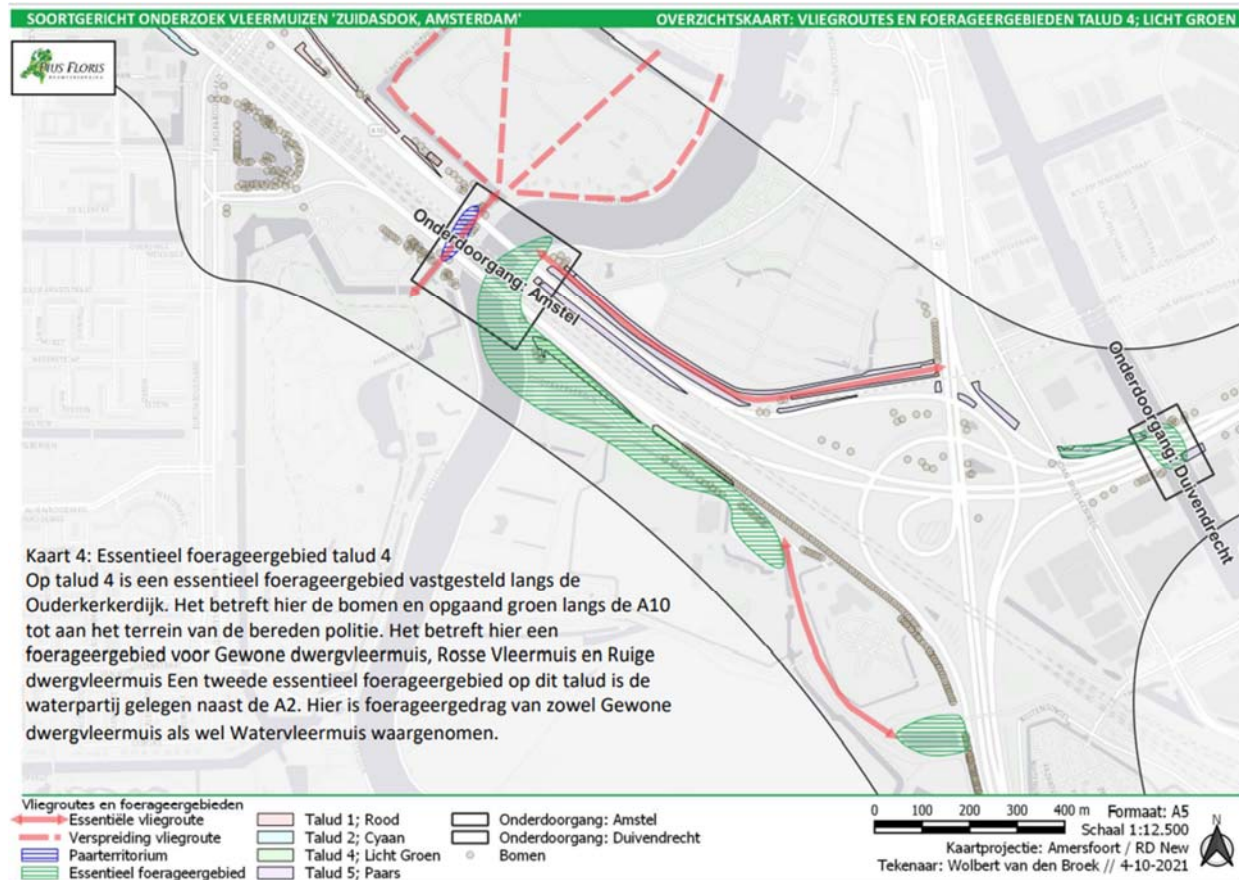 SOORTGERICHT ONDERZOEK VLEERMUIZEN 'ZUIDASDOK, AMSTERDAM'
OVERZICHTSKAART: VLIEGROUTES EN FOERAGEERGEBIEDEN TALUD 4; LICHT GROEN
PIUS FLORIS
Onderdoorgang: Amstel
Onderdoorgang: Duivendrecht
Kaart 4: Essentieel foerageergebied talud 4
Op talud 4 is een essentieel foerageergebied vastgesteld langs de
Ouderkerkerdijk. Het betreft hier de bomen en opgaand groen langs de A10
tot aan het terrein van de bereden politie. Het betreft hier een
foerageergebied voor Gewone dwergvleermuis, Rosse Vleermuis en Ruige
dwergvleermuis Een tweede essentieel foerageergebied op dit talud is de
waterpartij gelegen naast de A2. Hier is foerageergedrag van zowel Gewone
dwergvleermuis als wel Watervleermuis waargenomen.
Vliegroutes en foerageergebieden
Essentiële vliegroute
Verspreiding vliegroute
Paarterritorium
Essentieel foerageergebied
Talud 1; Rood
Talud 2; Cyaan
Talud 4; Licht Groen
Talud 5; Paars
Onderdoorgang: Amstel
Onderdoorgang: Duivendrecht
Bomen
0 100 200 300 400 m
Formaat: A5
Schaal 1:12.500
Kaartprojectie: Amersfoort / RD New
Tekenaar: Wolbert van den Broek // 4-10-2021
N